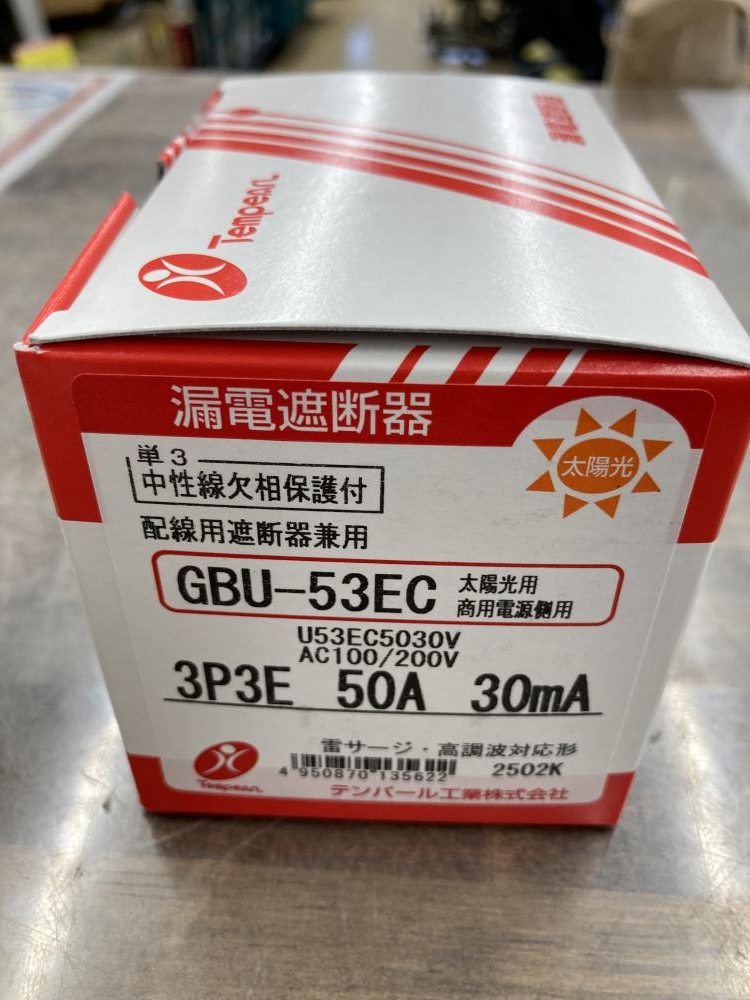 Tempearl
漏電遮断器
太陽光
単3
中性線欠相保護付
配線用遮断器兼用
GBU-53EC
太陽光用
商用電源側用
U53EC5030V
AC100/200V
3P3E 50A 30mA
雷サージ・高調波対応形
4 950870 135622
2502K
Tempearl
テンパール工業株式会社